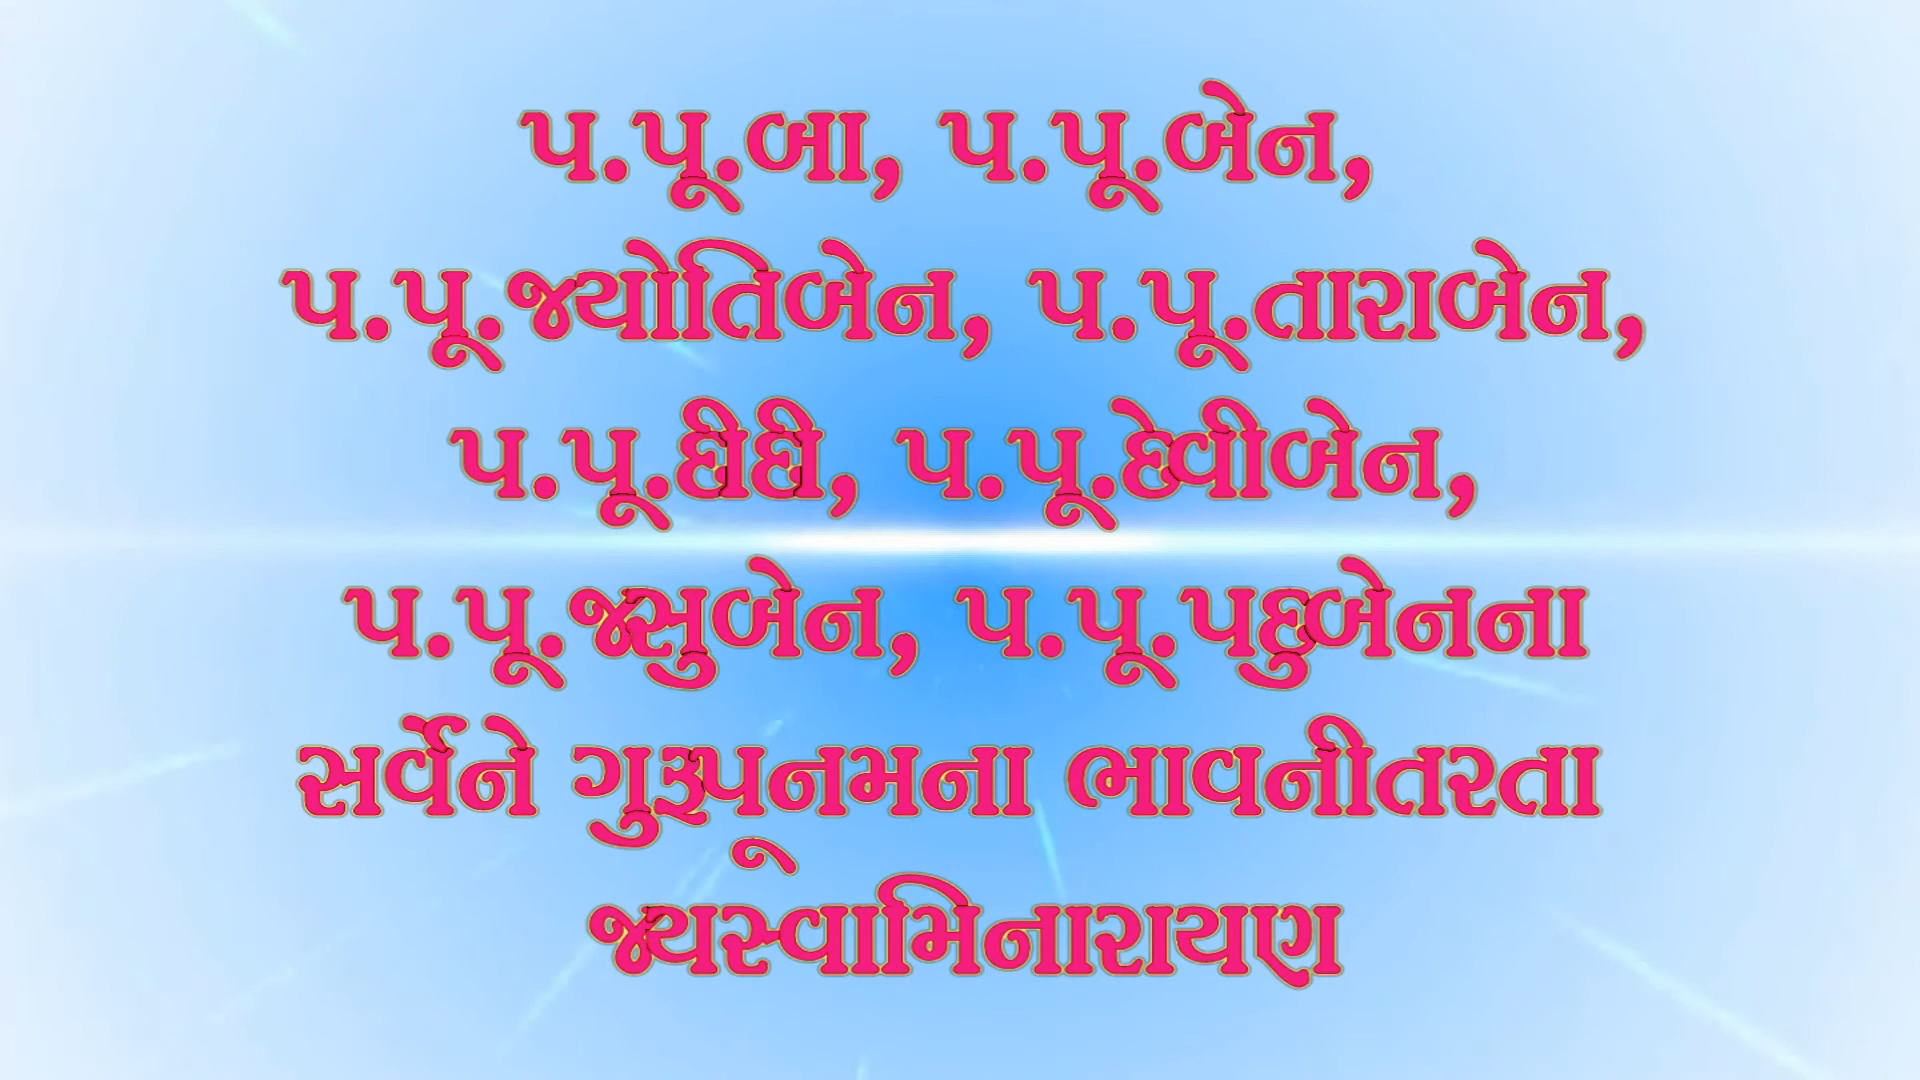 પ.પૂ.બા, પ.પૂ.બેન,
પ.પૂ.જ્યોતિબેન, પ.પૂ.તારાબેન,
પ.પૂ.દીદી, પ.પૂ.દેવીબેન,
પ.પૂ.જસુબેન, પ.પૂ.પદુબેનના
સર્વેને ગુરૂપૂનમના ભાવનીતરતા
જયસ્વામિનારાયણ